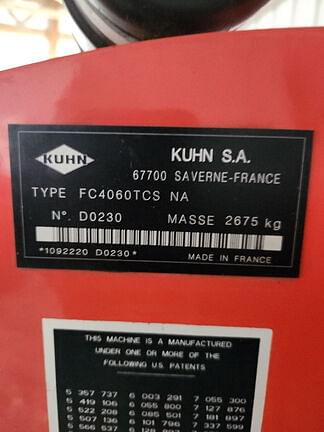 KUHN
KUHN S.A.
67700 SAVERNE-FRANCE
TYPE FC4060TCS NA
N°. D0230 MASSE 2675 kg
*1092220 D0230*
MADE IN FRANCE
THIS MACHINE IS A MANUFACTURED
UNDER ONE OR MORE OF THE
FOLLOWING U.S. PATENTS
5 357 737 6 003 291 7 055 300
5 419 106 6 055 800 7 127 876
5 522 208 6 085 501 7 181 897
5 507 136 6 101 796 7 337 599